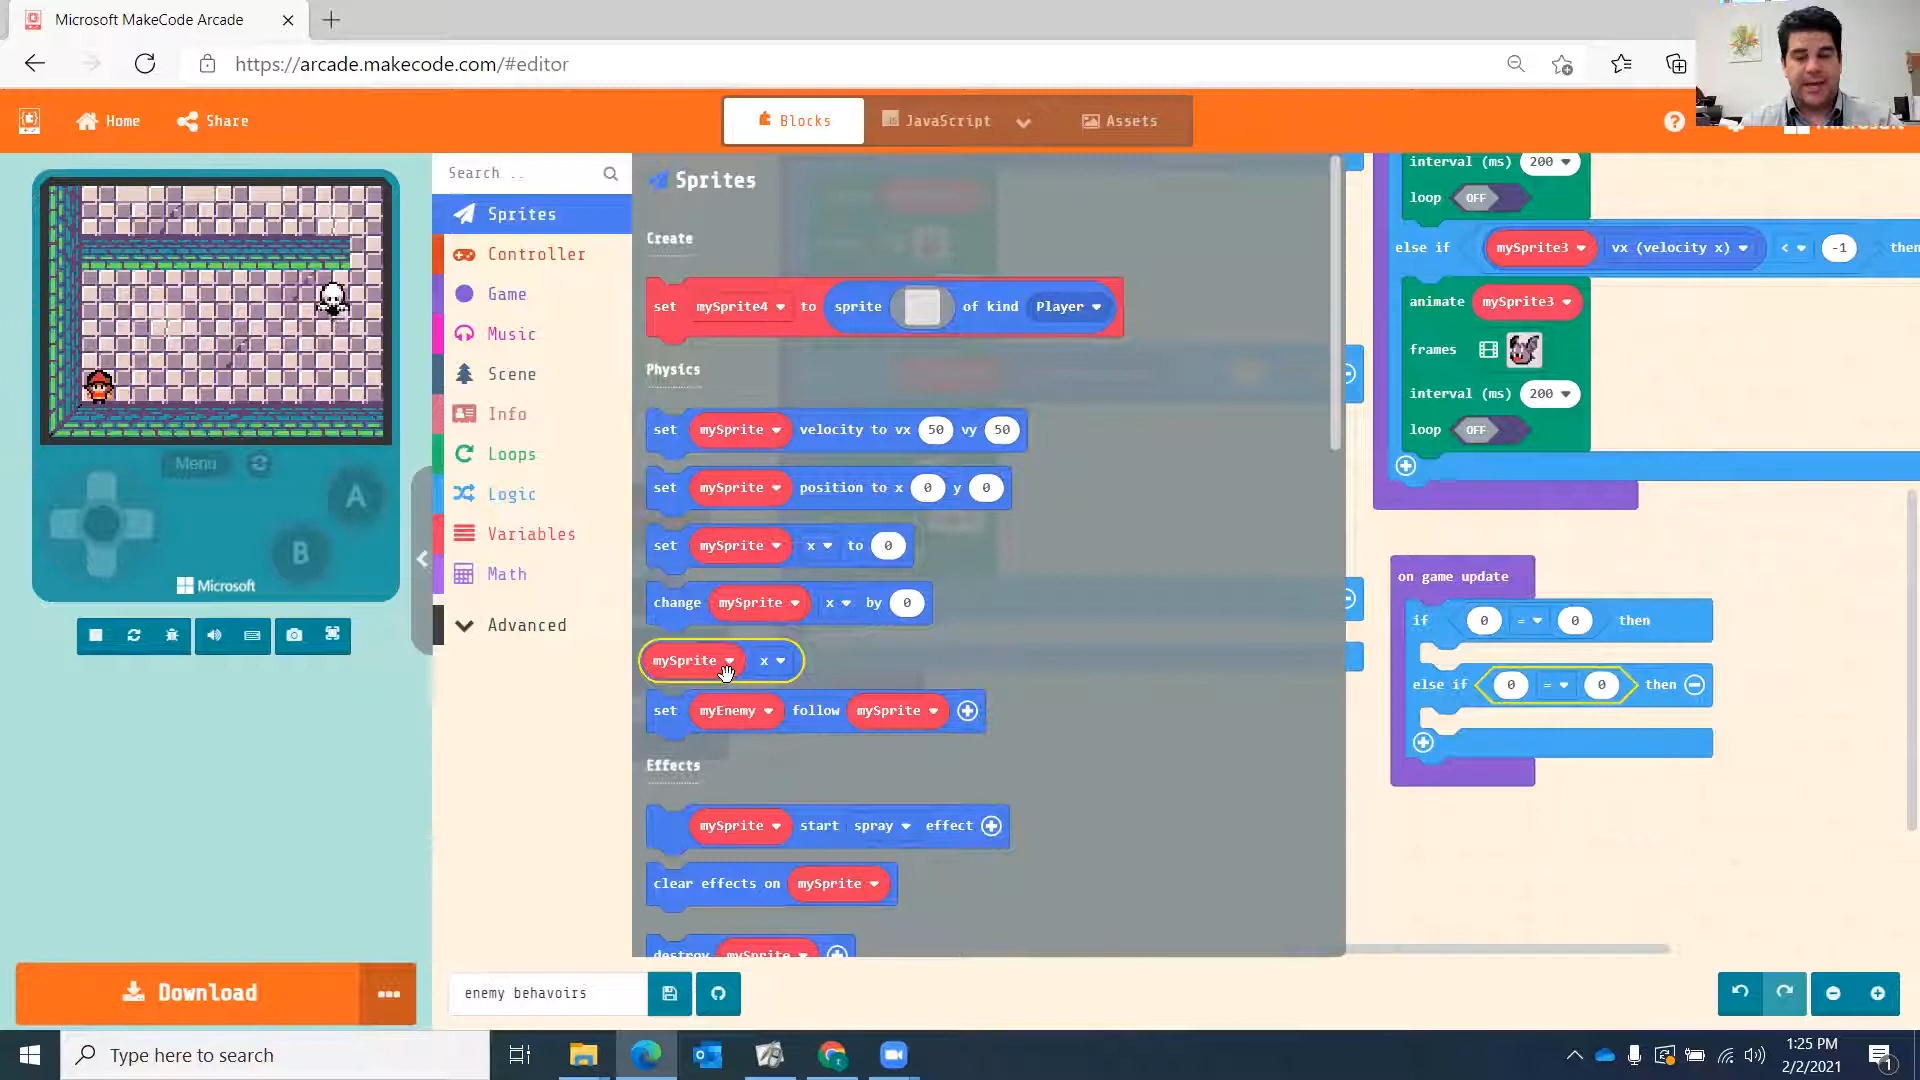 Microsoft MakeCode Arcade
https://arcade.makecode.com/#editor
Home
Share
Blocks
JavaScript
Assets
Menu
A
B
Microsoft
Search ..
Sprites
Controller
Game
Music
Scene
Info
Loops
Logic
Variables
Math
Advanced
Sprites
Create
set mySprite4 to sprite of kind Player
Physics
set mySprite velocity to vx 50 vy 50
set mySprite position to x 0 y 0
set mySprite x to 0
change mySprite x by 0
mySprite x
set myEnemy follow mySprite
Effects
mySprite start spray effect
clear effects on mySprite
destroy mySprite
interval (ms) 200
loop OFF
else if mySprite3 vx (velocity x) < -1 then
animate mySprite3
frames
interval (ms) 200
loop OFF
on game update
if 0 = 0 then
else if 0 = 0 then
Download
enemy behavoirs
Type here to search
1:25 PM
2/2/2021
1